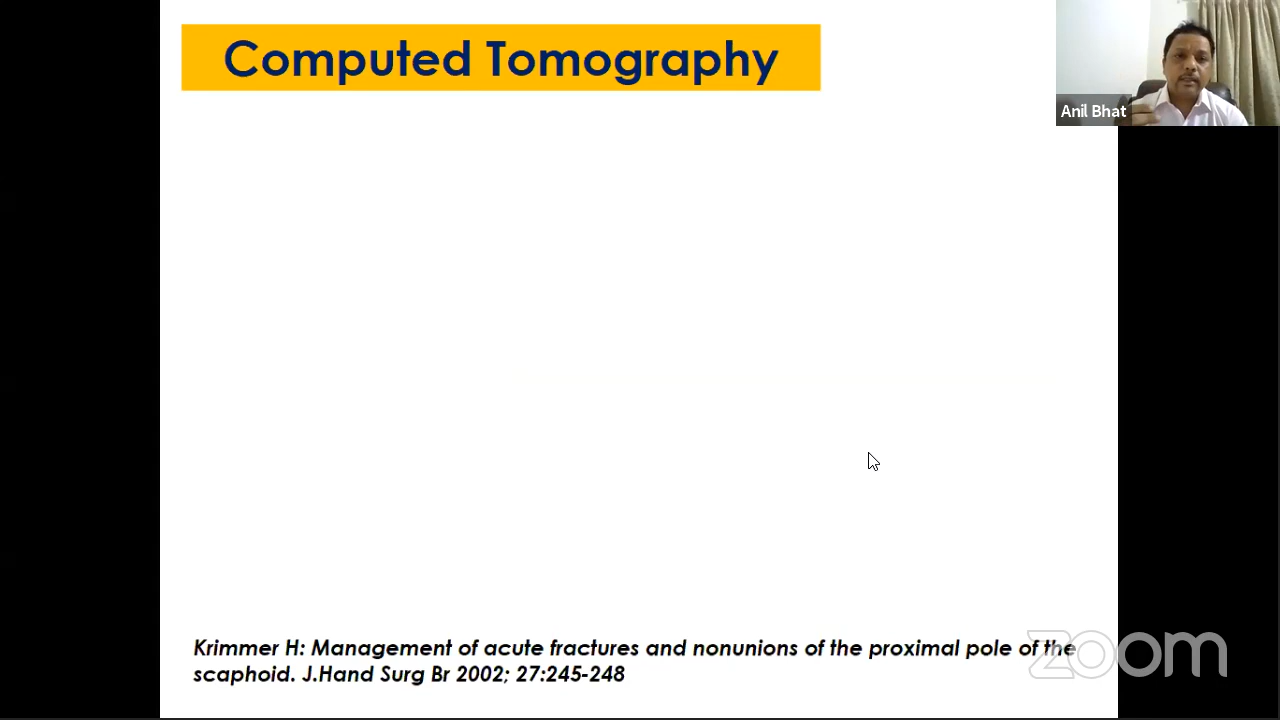 Computed Tomography
Anil Bhat
Krimmer H: Management of acute fractures and nonunions of the proximal pole of the
scaphoid. J.Hand Surg Br 2002; 27:245-248
zoom